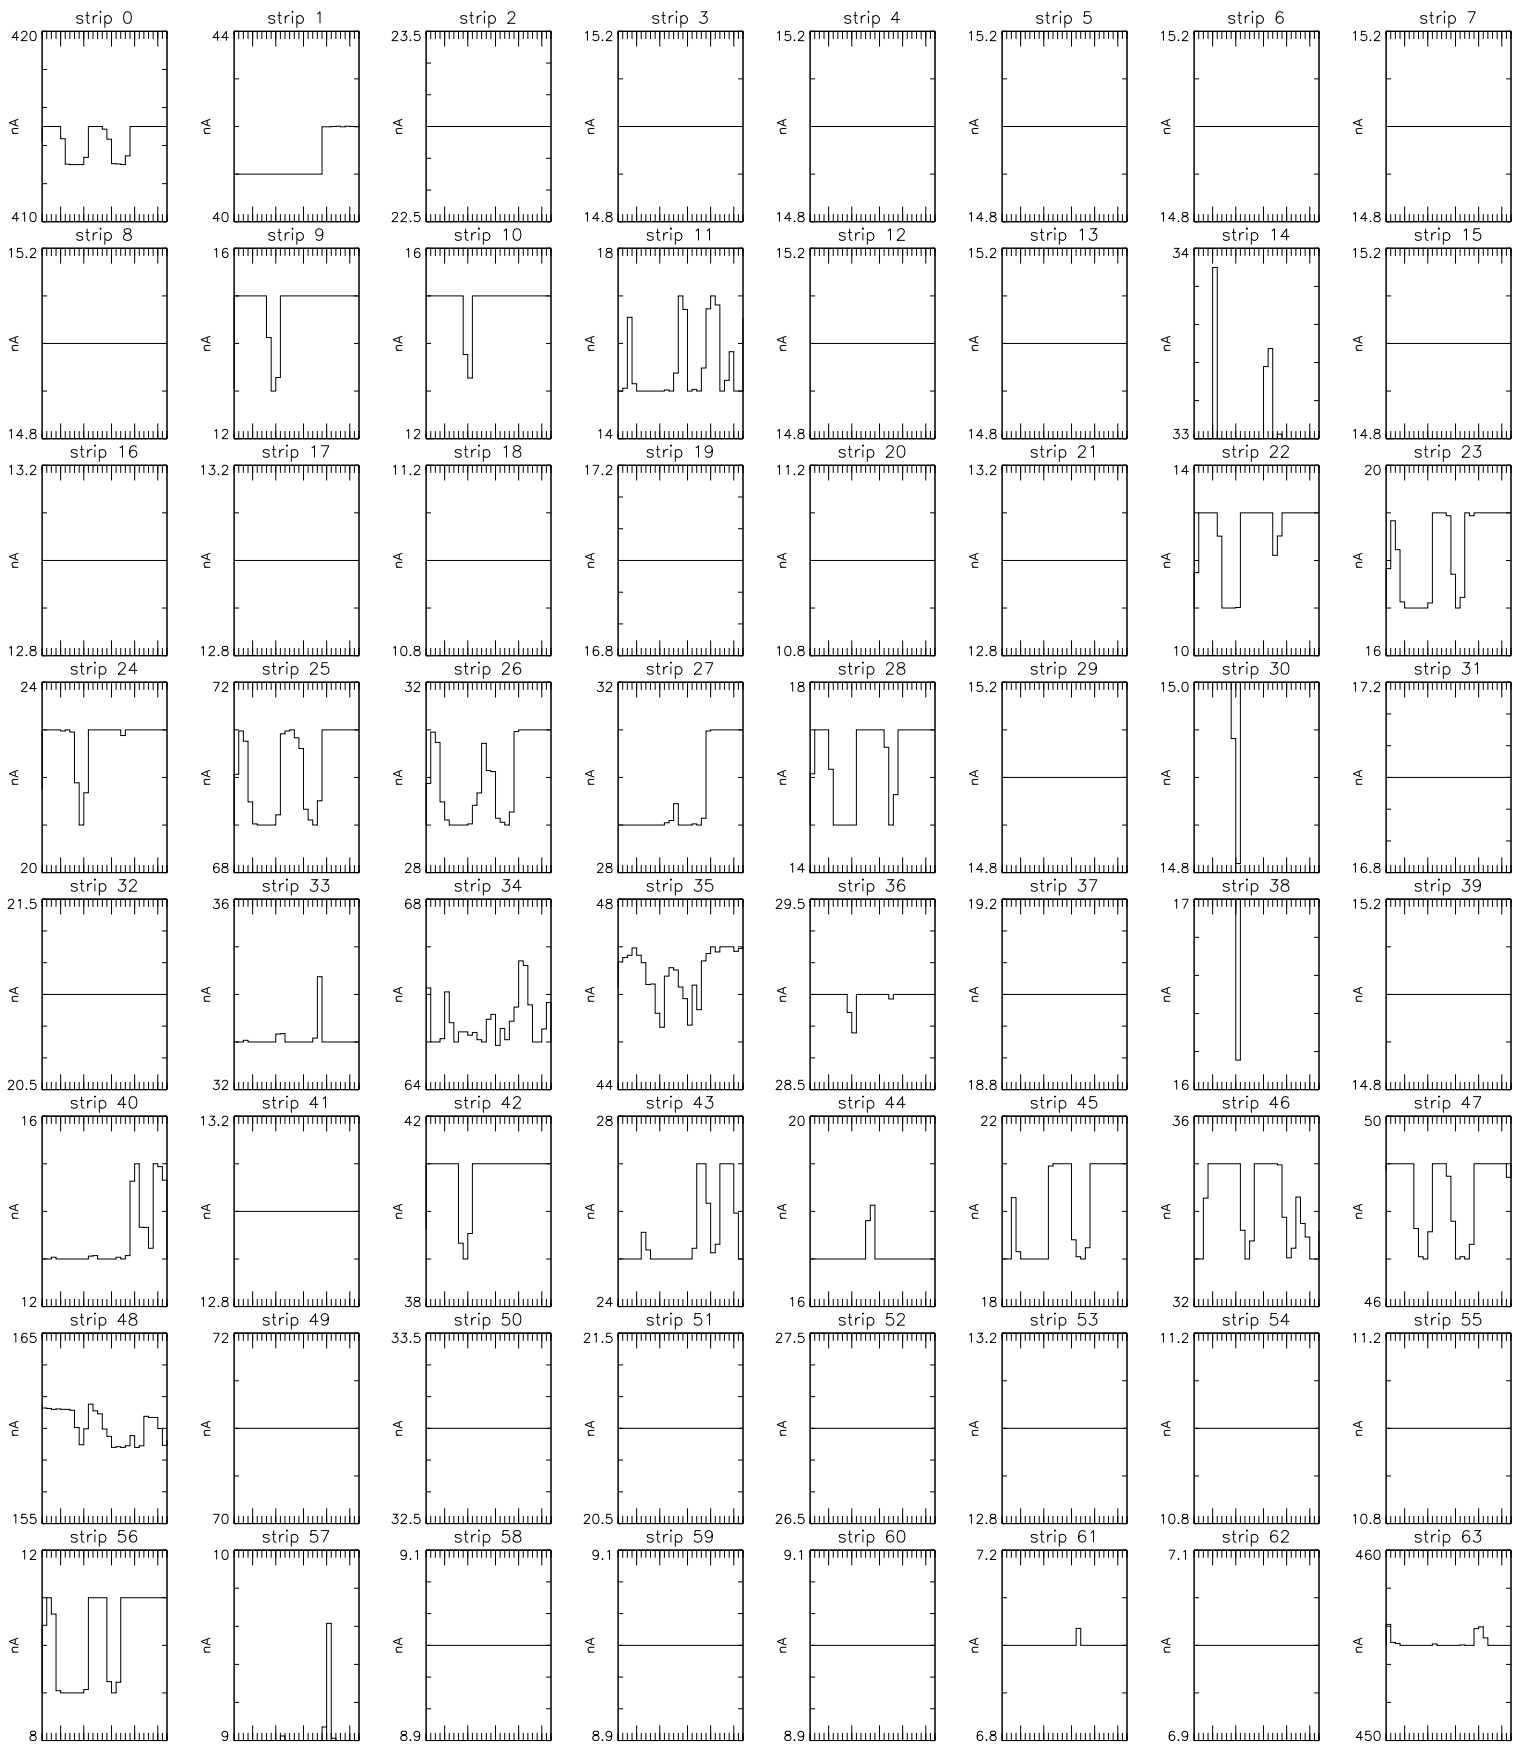 strip 0 strip 1 strip 2 strip 3 strip 4 strip 5 strip 6 strip 7
420 44 23.5 15.2 15.2 15.2 15.2 15.2
nA nA nA nA nA nA nA nA
410 40 22.5 14.8 14.8 14.8 14.8 14.8
strip 8 strip 9 strip 10 strip 11 strip 12 strip 13 strip 14 strip 15
15.2 16 16 18 15.2 15.2 34 15.2
nA nA nA nA nA nA nA nA
14.8 12 12 14 14.8 14.8 33 14.8
strip 16 strip 17 strip 18 strip 19 strip 20 strip 21 strip 22 strip 23
13.2 13.2 11.2 17.2 11.2 13.2 14 20
nA nA nA nA nA nA nA nA
12.8 12.8 10.8 16.8 10.8 12.8 10 16
strip 24 strip 25 strip 26 strip 27 strip 28 strip 29 strip 30 strip 31
24 72 32 32 18 15.2 15.0 17.2
nA nA nA nA nA nA nA nA
20 68 28 28 14 14.8 14.8 16.8
strip 32 strip 33 strip 34 strip 35 strip 36 strip 37 strip 38 strip 39
21.5 36 68 48 29.5 19.2 17 15.2
nA nA nA nA nA nA nA nA
20.5 32 64 44 28.5 18.8 16 14.8
strip 40 strip 41 strip 42 strip 43 strip 44 strip 45 strip 46 strip 47
16 13.2 42 28 20 22 36 50
nA nA nA nA nA nA nA nA
12 12.8 38 24 16 18 32 46
strip 48 strip 49 strip 50 strip 51 strip 52 strip 53 strip 54 strip 55
165 72 33.5 21.5 27.5 13.2 11.2 11.2
nA nA nA nA nA nA nA nA
155 70 32.5 20.5 26.5 12.8 10.8 10.8
strip 56 strip 57 strip 58 strip 59 strip 60 strip 61 strip 62 strip 63
12 10 9.1 9.1 9.1 7.2 7.1 460
nA nA nA nA nA nA nA nA
8 9 8.9 8.9 8.9 6.8 6.9 450